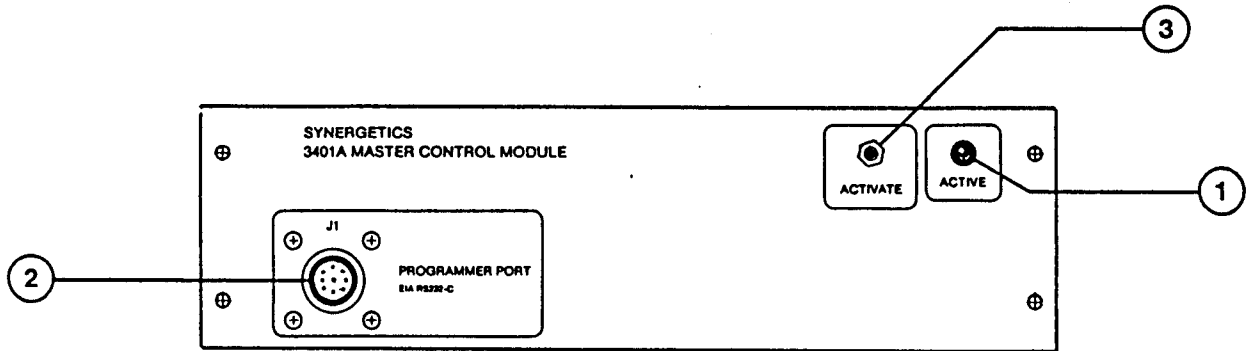 3
SYNERGETICS
3401A MASTER CONTROL MODULE
ACTIVATE
ACTIVE
1
J1
PROGRAMMER PORT
EIA RS232-C
2